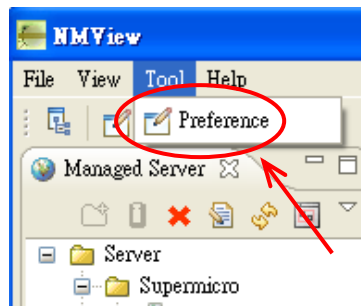 NMView
File View Tool Help
Preference
Managed Server
Server
Supermicro